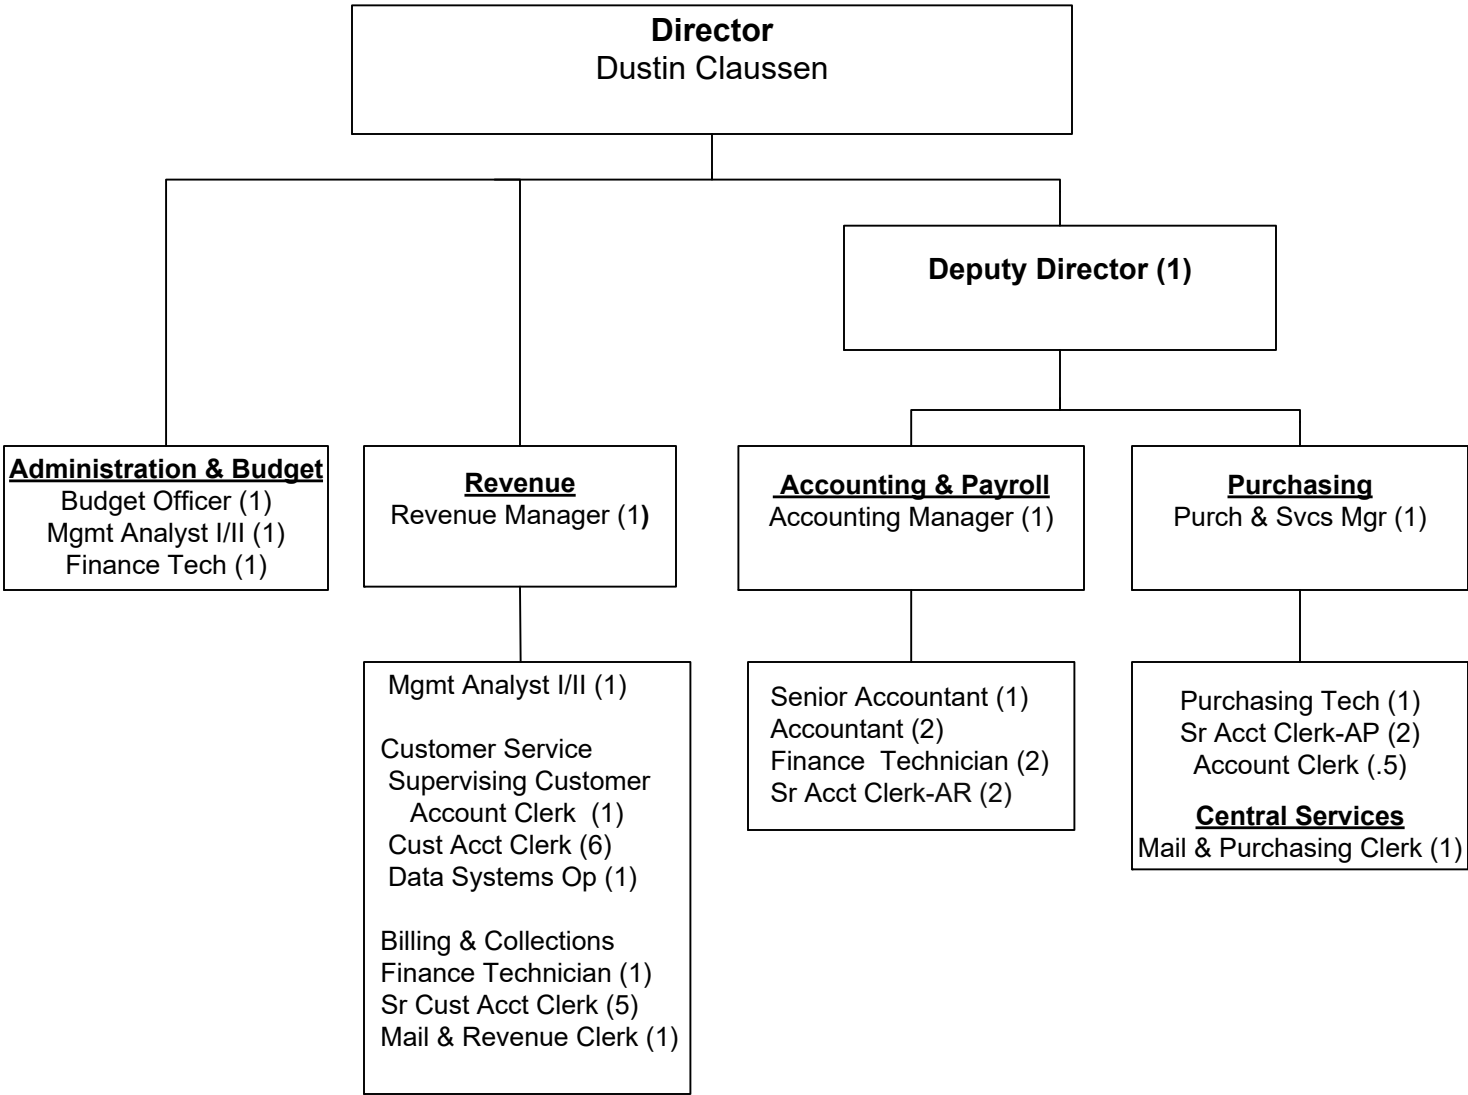 Director
Dustin Claussen
Deputy Director (1)
Administration & Budget
Budget Officer (1)
Mgmt Analyst I/II (1)
Finance Tech (1)
Revenue
Revenue Manager (1)
Accounting & Payroll
Accounting Manager (1)
Purchasing
Purch & Svcs Mgr (1)
Mgmt Analyst I/II (1)
Customer Service
Supervising Customer
Account Clerk (1)
Cust Acct Clerk (6)
Data Systems Op (1)
Billing & Collections
Finance Technician (1)
Sr Cust Acct Clerk (5)
Mail & Revenue Clerk (1)
Senior Accountant (1)
Accountant (2)
Finance Technician (2)
Sr Acct Clerk-AR (2)
Purchasing Tech (1)
Sr Acct Clerk-AP (2)
Account Clerk (.5)
Central Services
Mail & Purchasing Clerk (1)